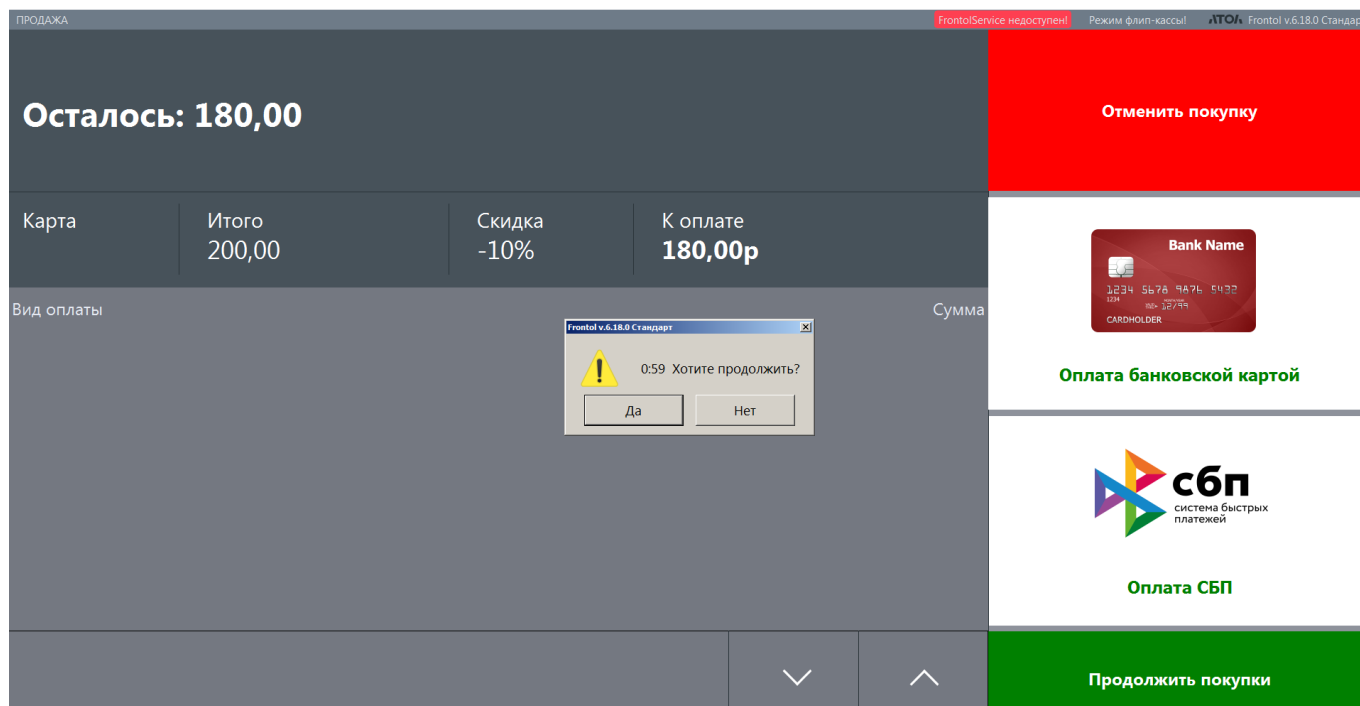 ПРОДАЖА
FrontolService недоступен! Режим флип-кассы! АТОЛ Frontol v.6.18.0 Стандар
Осталось: 180,00
Отменить покупку
Карта Итого Скидка К оплате
200,00 -10% 180,00р
Bank Name
1234 5678 9876 5432
1234
12/99
CARDHOLDER
Оплата банковской картой
Вид оплаты Сумма
Frontol v.6.18.0 Стандарт
0:59 Хотите продолжить?
Да Нет
сбп
система быстрых
платежей
Оплата СБП
Продолжить покупки